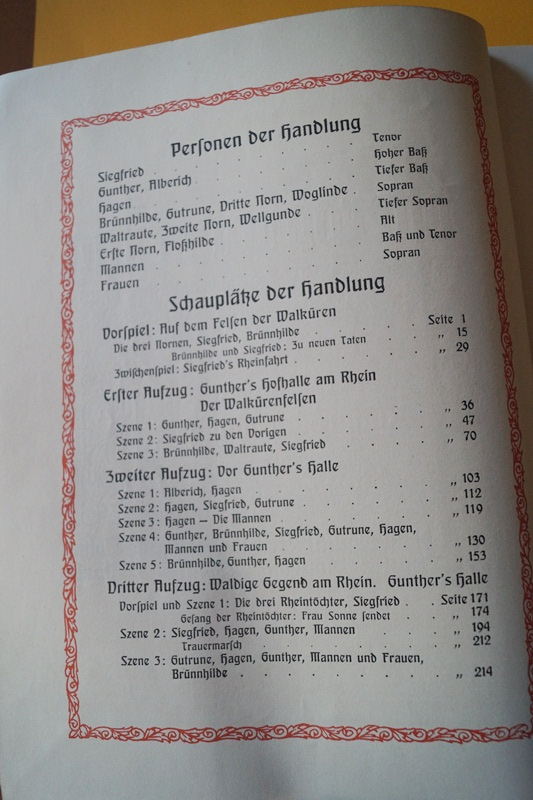 Personen der Handlung
Siegfried . . . . . . . Tenor
Gunther, Alberich . . . . . . Hoher Baß
Hagen . . . . . . . Tiefer Baß
Brünnhilde, Gutrune, Dritte Norn, Woglinde . Sopran
Waltraute, Zweite Norn, Wellgunde . . . Tiefer Sopran
Erste Norn, Floßhilde . . . . . Alt
Mannen . . . . . . . Baß und Tenor
Frauen . . . . . . . Sopran
Schauplätze der Handlung
Vorspiel: Auf dem Felsen der Walküren
Die drei Nornen, Siegfried, Brünnhilde . . . . Seite 1
Brünnhilde und Siegfried: Zu neuen Taten . . „ 15
Zwischenspiel: Siegfried's Rheinfahrt . . . . . „ 29
Erster Aufzug: Gunther's Hofhalle am Rhein
Der Walkürenfelsen
Szene 1: Gunther, Hagen, Gutrune . . . . . „ 36
Szene 2: Siegfried zu den Vorigen . . . . . „ 47
Szene 3: Brünnhilde, Waltraute, Siegfried . . . . „ 70
Zweiter Aufzug: Vor Gunther's Halle
Szene 1: Alberich, Hagen . . . . . . „ 103
Szene 2: Hagen, Siegfried, Gutrune . . . . . „ 112
Szene 3: Hagen — Die Mannen . . . . . . „ 119
Szene 4: Gunther, Brünnhilde, Siegfried, Gutrune, Hagen,
Mannen und Frauen . . . . . . „ 130
Szene 5: Brünnhilde, Gunther, Hagen . . . . . „ 153
Dritter Aufzug: Waldige Gegend am Rhein. Gunther's Halle
Vorspiel und Szene 1: Die drei Rheintöchter, Siegfried . . Seite 171
Gesang der Rheintöchter: Frau Sonne sendet . . „ 174
Szene 2: Siegfried, Hagen, Gunther, Mannen . . . . „ 194
Trauermarsch . . . . . . . „ 212
Szene 3: Gutrune, Hagen, Gunther, Mannen und Frauen,
Brünnhilde . . . . . . . „ 214